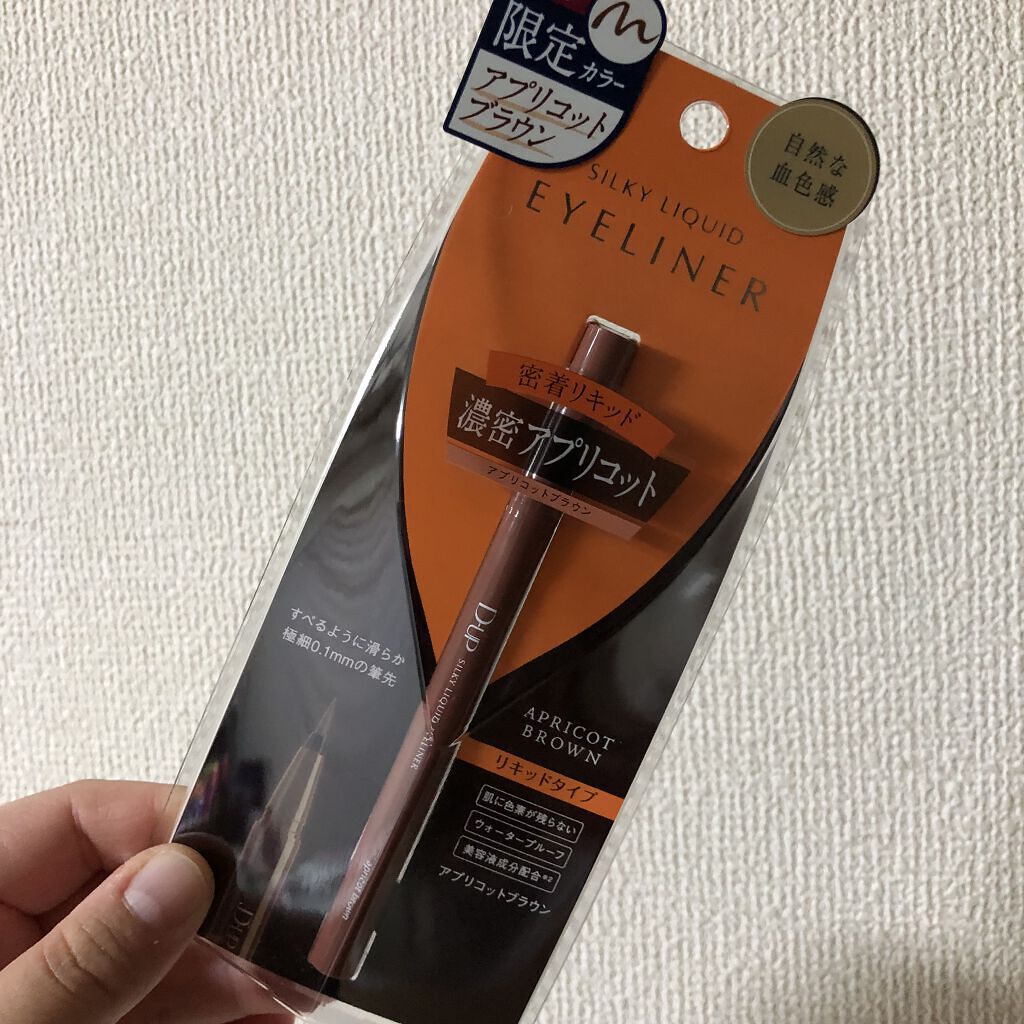 限定カラー
アプリコット
ブラウン
自然な
血色感
SILKY LIQUID
EYELINER
密着リキッド
濃密アプリコット
アプリコットブラウン
D-UP SILKY LIQUID EYELINER
apricot brown
すべるように滑らか
極細0.1mmの筆先
APRICOT
BROWN
リキッドタイプ
肌に色素が残らない
ウォータープルーフ
美容液成分配合※2
アプリコットブラウン
D-UP